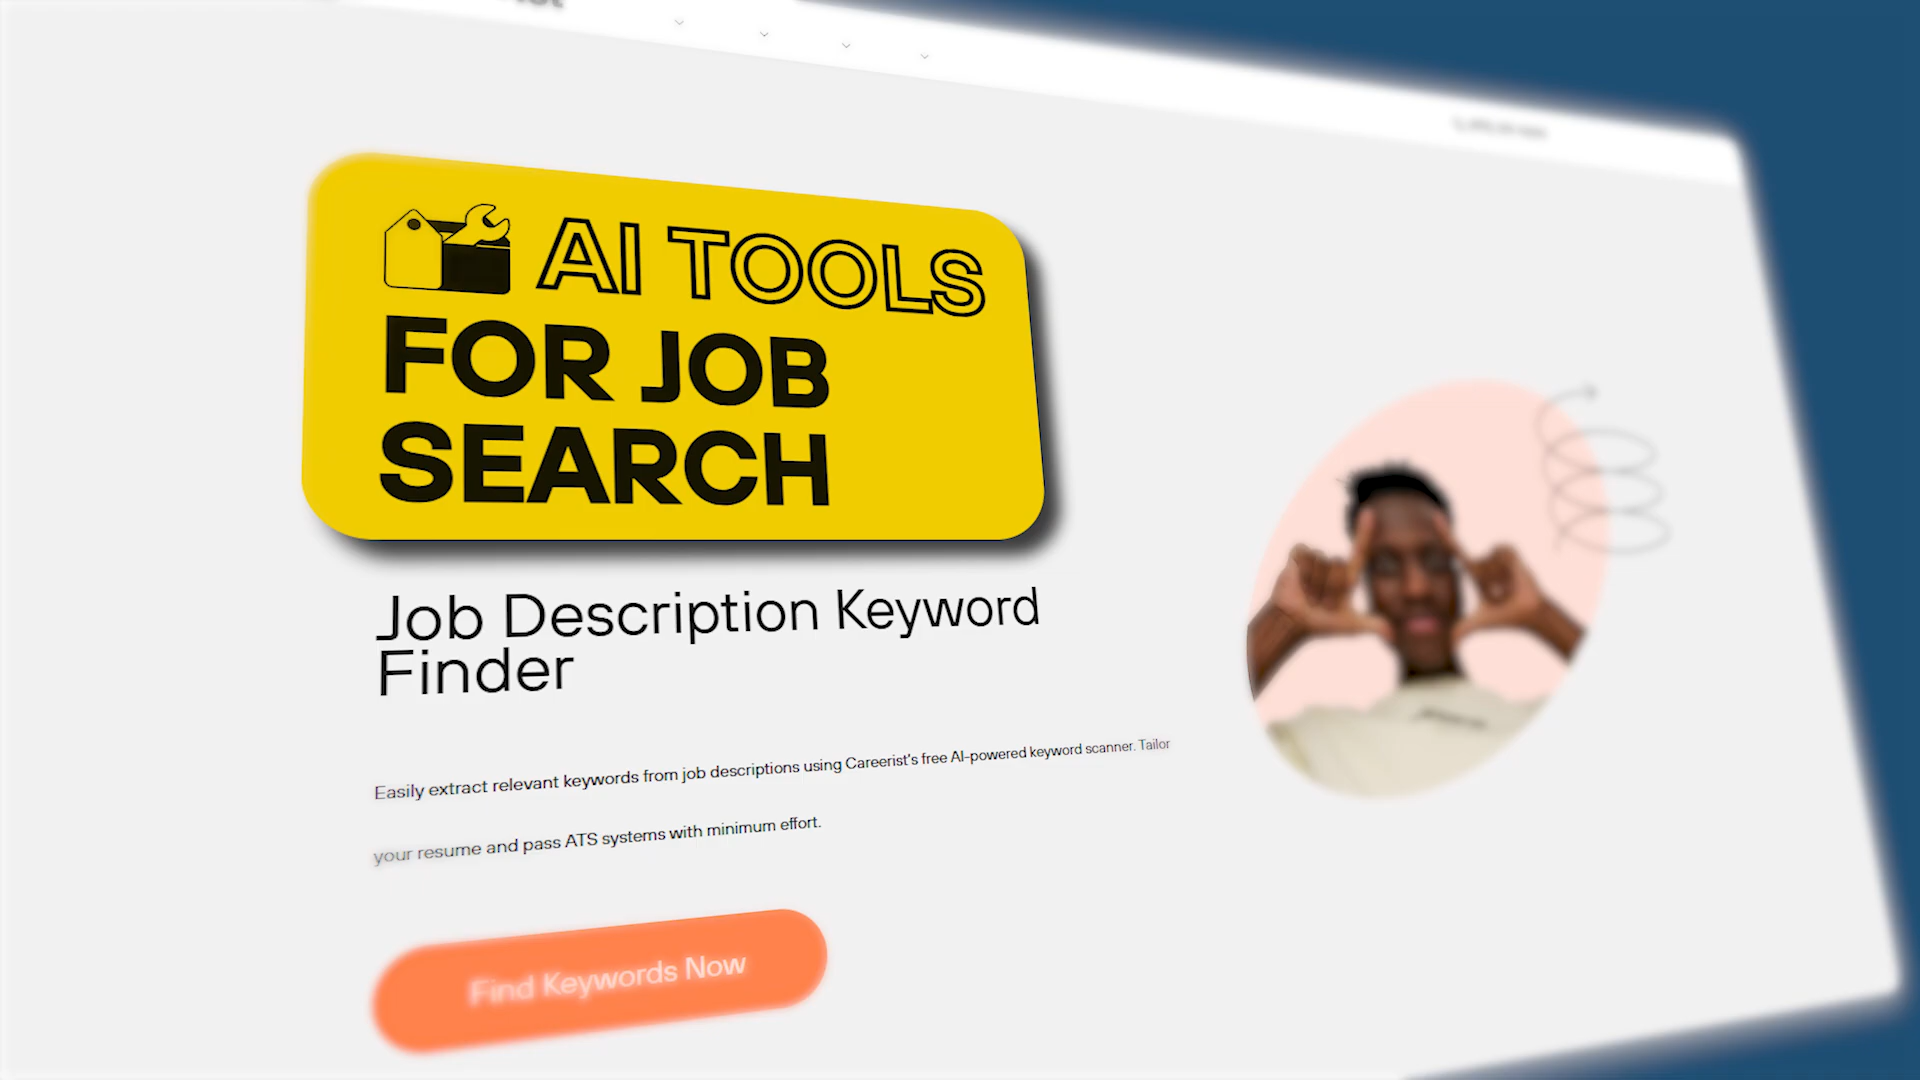 AI TOOLS
FOR JOB
SEARCH
Job Description Keyword
Finder
Easily extract relevant keywords from job descriptions using Careerist's free AI-powered keyword scanner. Tailor
your resume and pass ATS systems with minimum effort.
Find Keywords Now